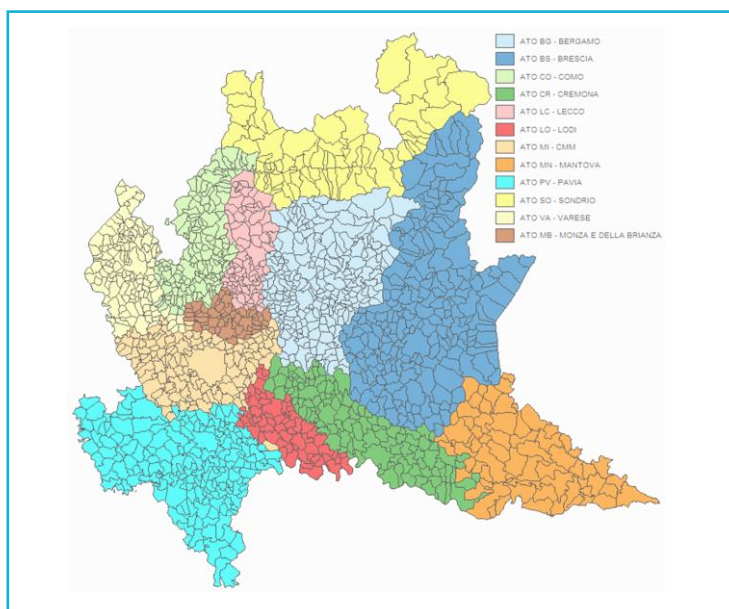 ATO BG - BERGAMO
ATO BS - BRESCIA
ATO CO - COMO
ATO CR - CREMONA
ATO LC - LECCO
ATO LO - LODI
ATO MI - CMM
ATO MN - MANTOVA
ATO PV - PAVIA
ATO SO - SONDRIO
ATO VA - VARESE
ATO MB - MONZA E DELLA BRIANZA